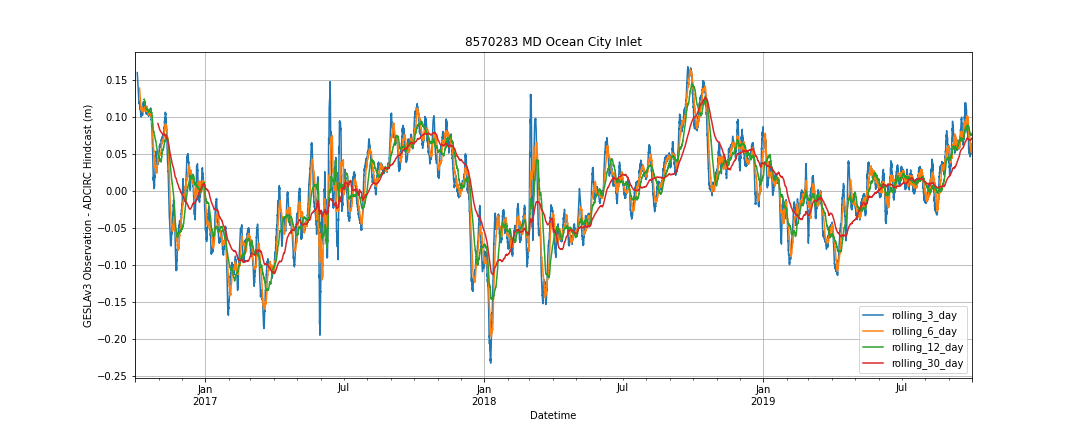 8570283 MD Ocean City Inlet
GESLAv3 Observation - ADCIRC Hindcast (m)
0.15
0.10
0.05
0.00
−0.05
−0.10
−0.15
−0.20
−0.25
rolling_3_day
rolling_6_day
rolling_12_day
rolling_30_day
Jan Jul Jan Jul Jan Jul
2017 2018 2019
Datetime